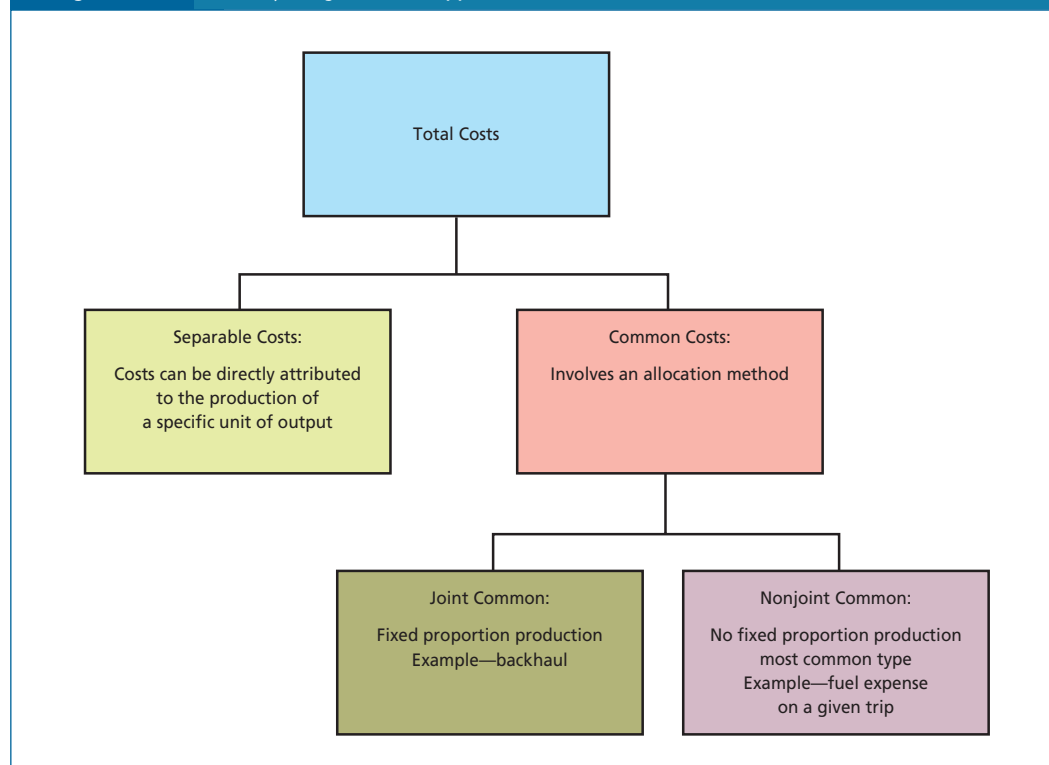 Total Costs
Separable Costs:
Costs can be directly attributed
to the production of
a specific unit of output
Common Costs:
Involves an allocation method
Joint Common:
Fixed proportion production
Example—backhaul
Nonjoint Common:
No fixed proportion production
most common type
Example—fuel expense
on a given trip